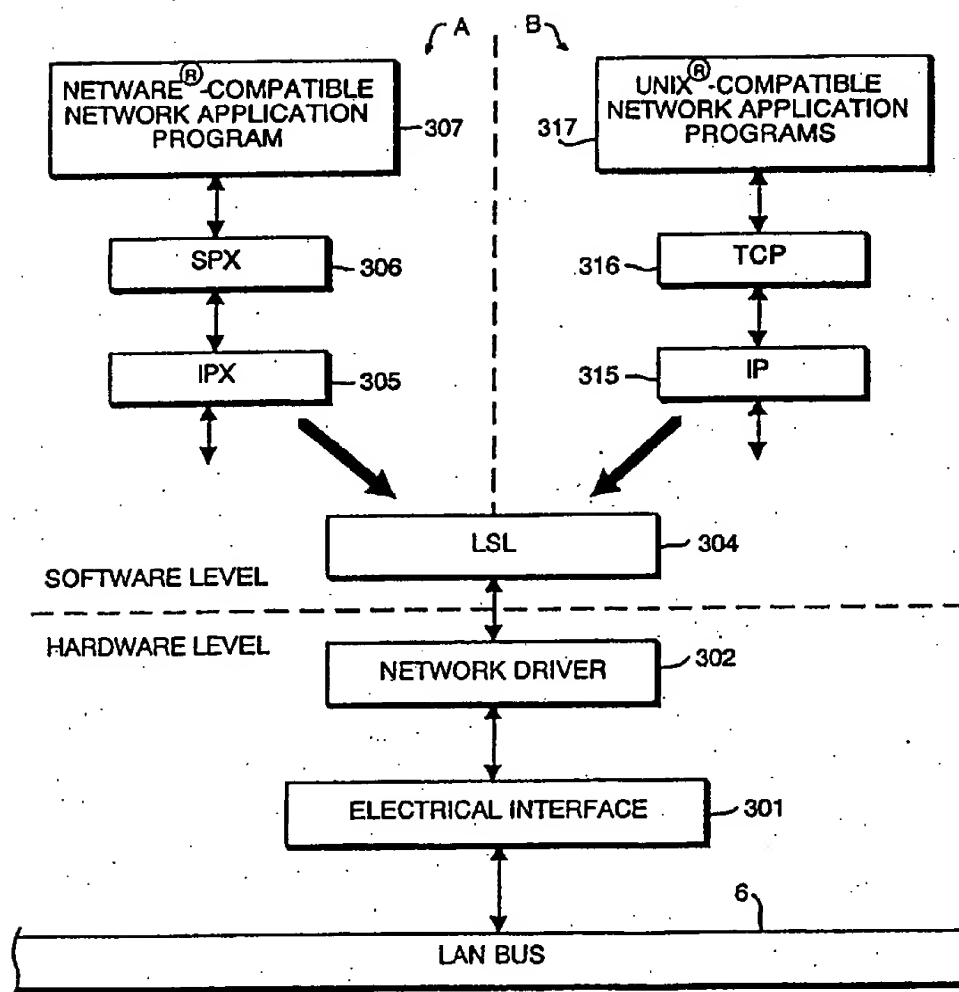 A
B
NETWARE®-COMPATIBLE
NETWORK APPLICATION
PROGRAM
307
UNIX®-COMPATIBLE
NETWORK APPLICATION
PROGRAMS
317
SPX
306
316
TCP
IPX
305
315
IP
LSL
304
SOFTWARE LEVEL
HARDWARE LEVEL
NETWORK DRIVER
302
ELECTRICAL INTERFACE
301
6
LAN BUS